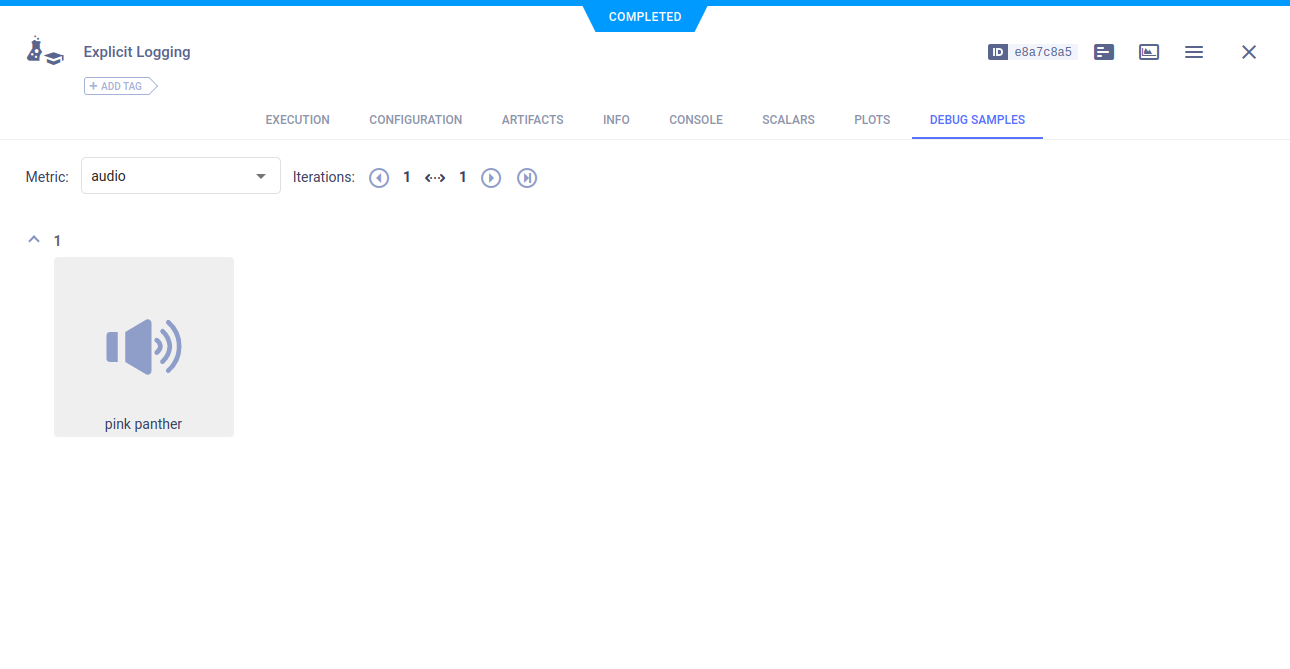 COMPLETED
Explicit Logging
ID e8a7c8a5
+ ADD TAG
EXECUTION CONFIGURATION ARTIFACTS INFO CONSOLE SCALARS PLOTS DEBUG SAMPLES
Metric: audio Iterations: 1 1
1
pink panther